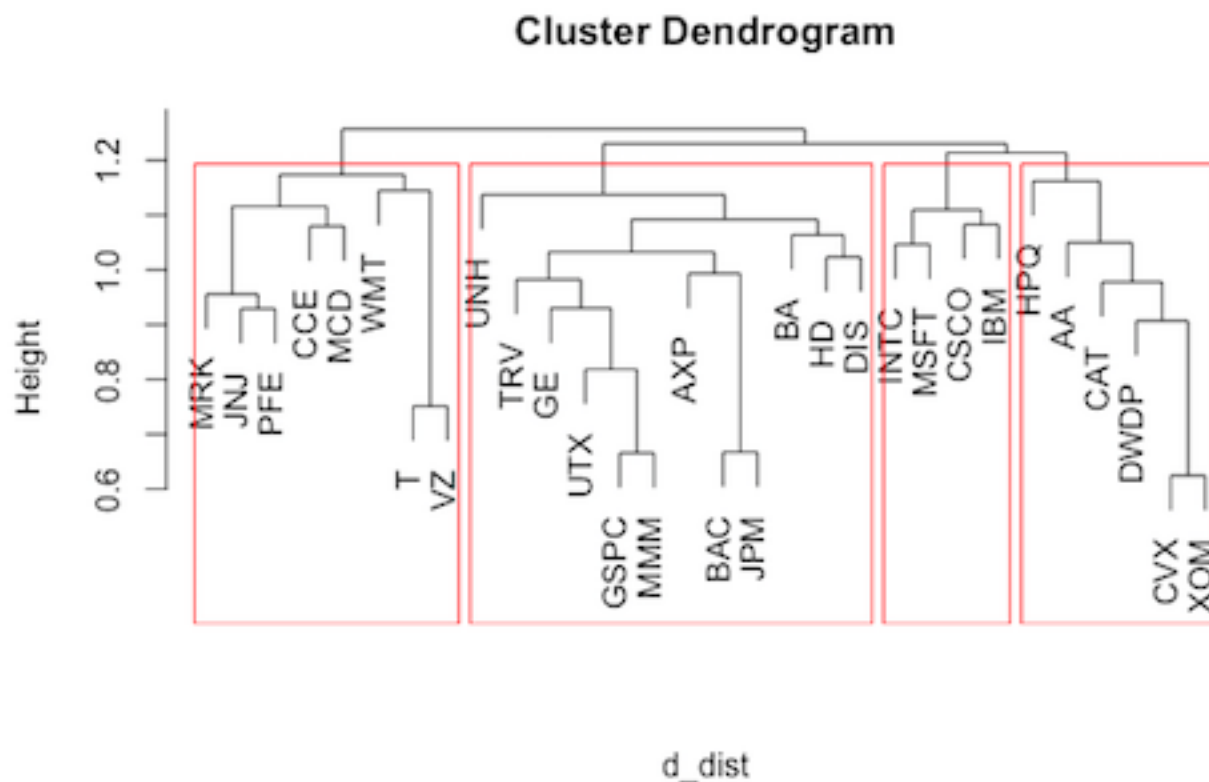 Cluster Dendrogram
Height
1.2
1.0
0.8
0.6
MRK
JNJ
PFE
CCE
MCD
WMT
T
VZ
UNH
TRV
GE
UTX
GSPC
MMM
AXP
BAC
JPM
BA
HD
DIS
INTC
MSFT
CSCO
IBM
HPQ
AA
CAT
DWDP
CVX
XOM
d_dist